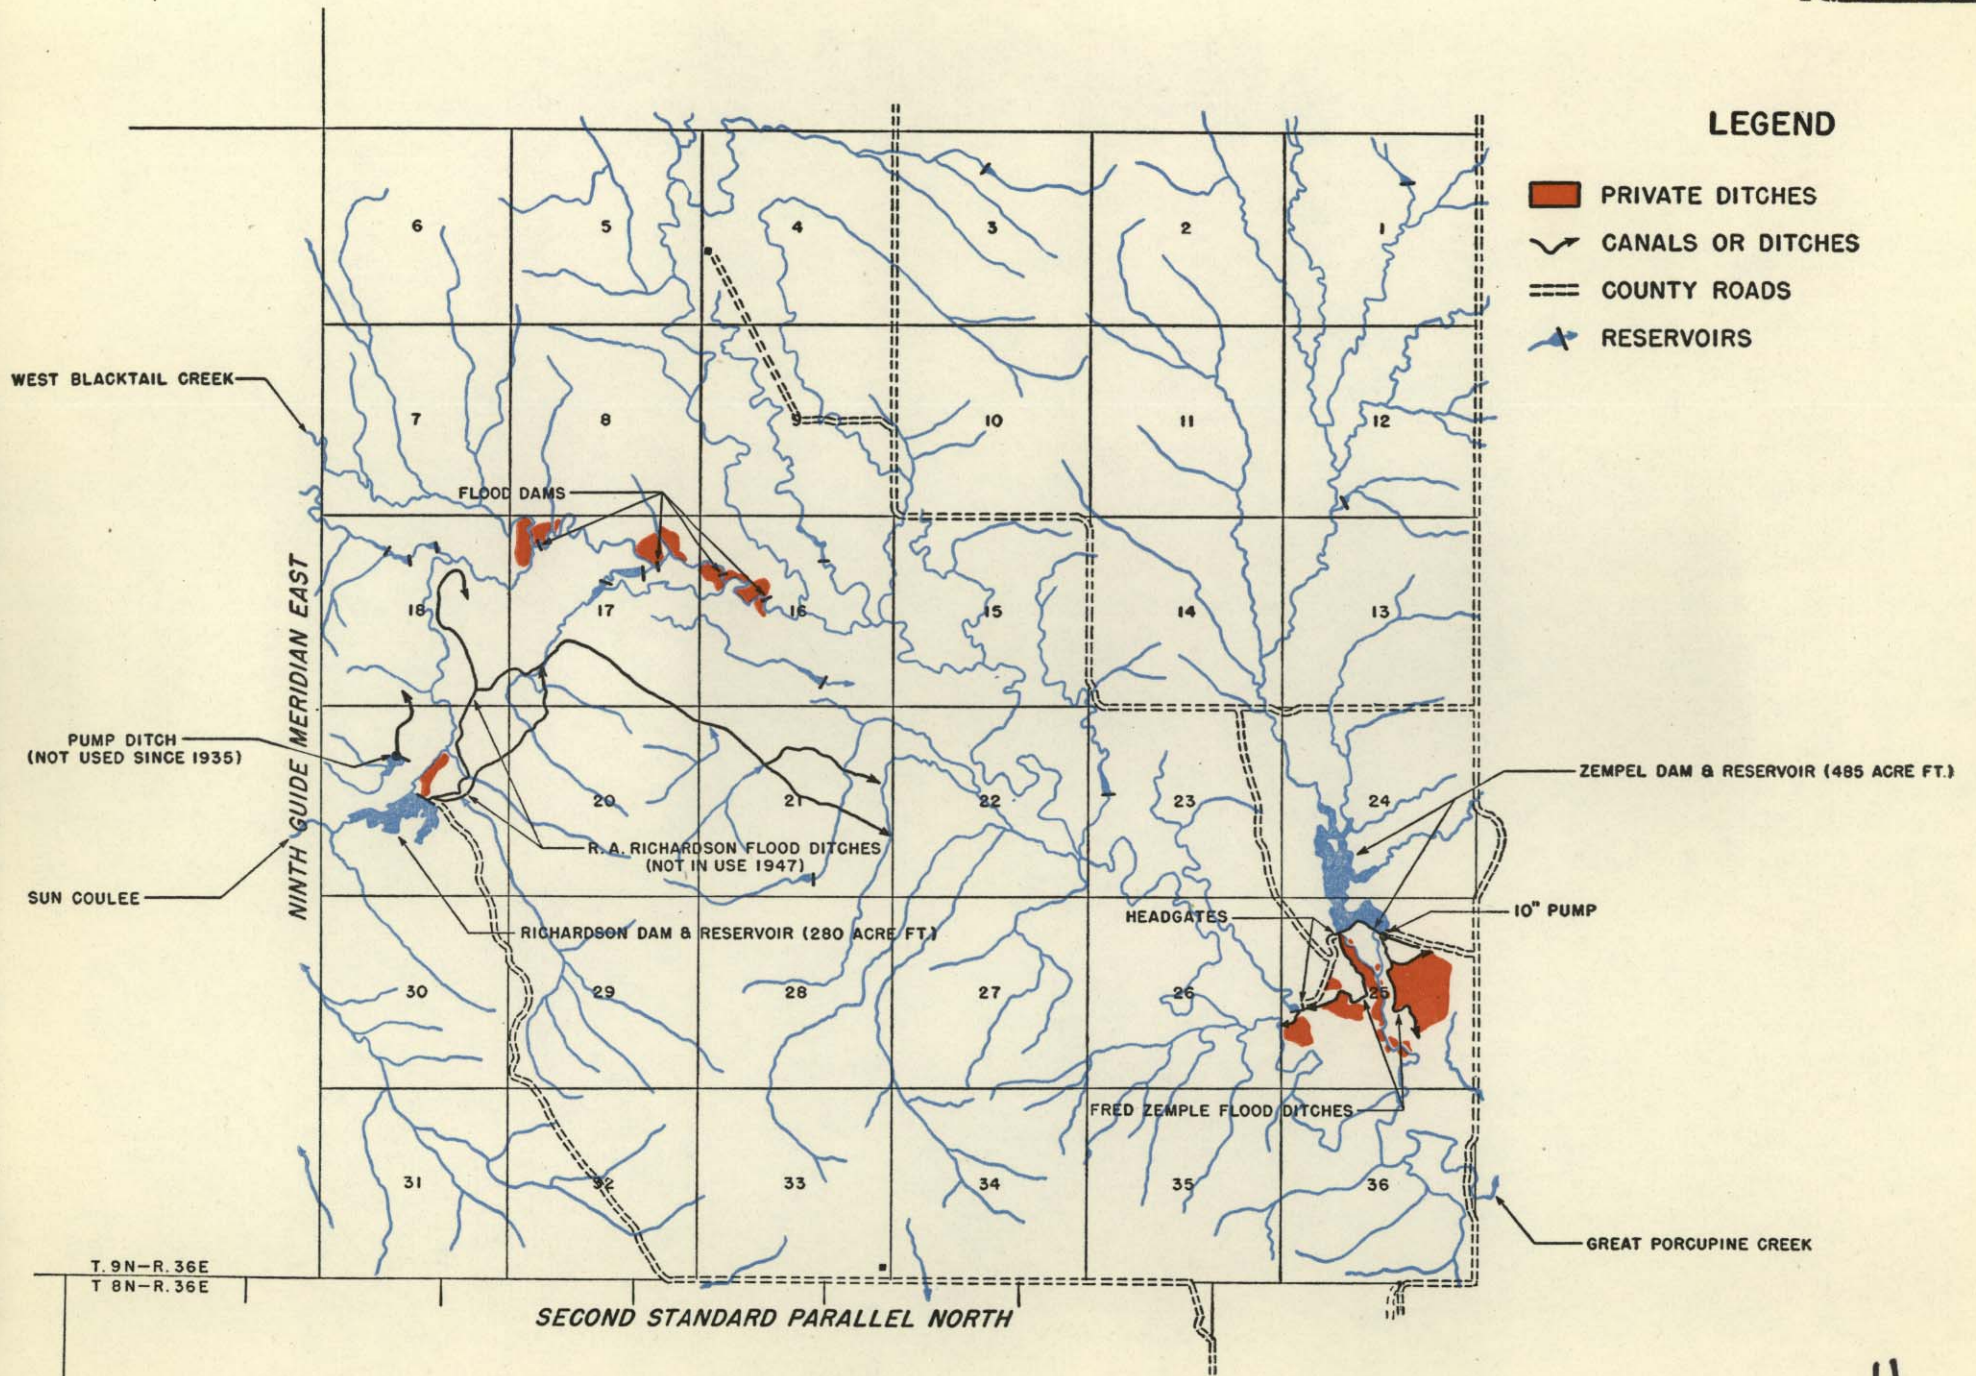 LEGEND
PRIVATE DITCHES
CANALS OR DITCHES
COUNTY ROADS
RESERVOIRS
6 5 4 3 2 1
WEST BLACKTAIL CREEK
7 8 9 10 11 12
FLOOD DAMS
NINTH GUIDE MERIDIAN EAST
18 17 16 15 14 13
PUMP DITCH
(NOT USED SINCE 1935)
ZEMPEL DAM & RESERVOIR (485 ACRE FT.)
20 21 22 23 24
R. A. RICHARDSON FLOOD DITCHES
(NOT IN USE 1947)
SUN COULEE
HEADGATES
10" PUMP
RICHARDSON DAM & RESERVOIR (280 ACRE FT.)
30 29 28 27 26 25
FRED ZEMPLE FLOOD DITCHES
31 32 33 34 35 36
GREAT PORCUPINE CREEK
T. 9N-R. 36E
T 8N-R. 36E
SECOND STANDARD PARALLEL NORTH